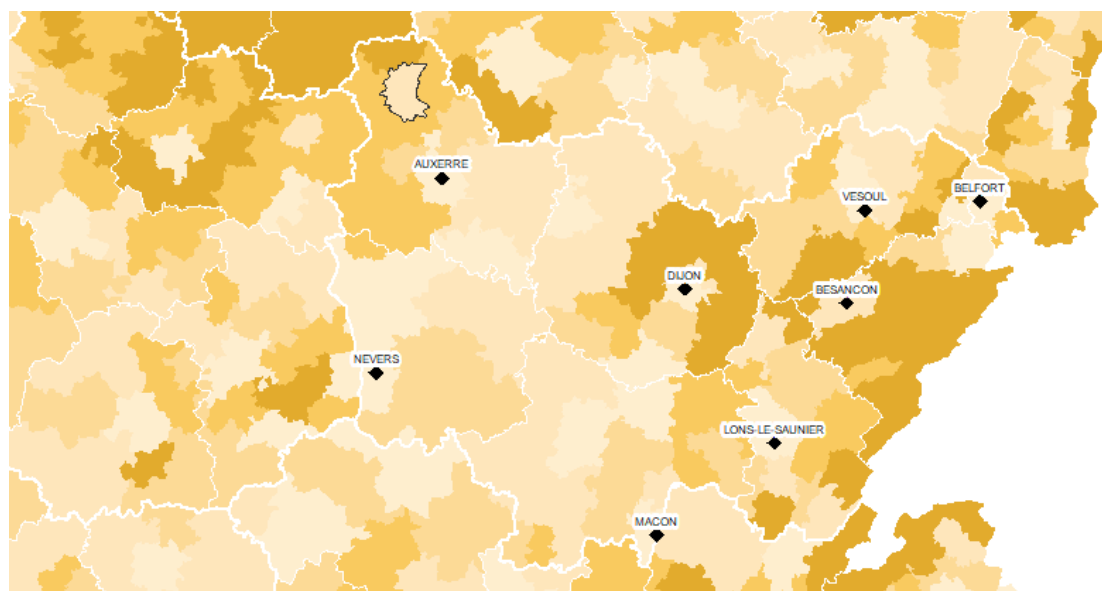 AUXERRE
BELFORT
VESOUL
DIJON
BESANCON
NEVERS
LONS-LE-SAUNIER
MACON